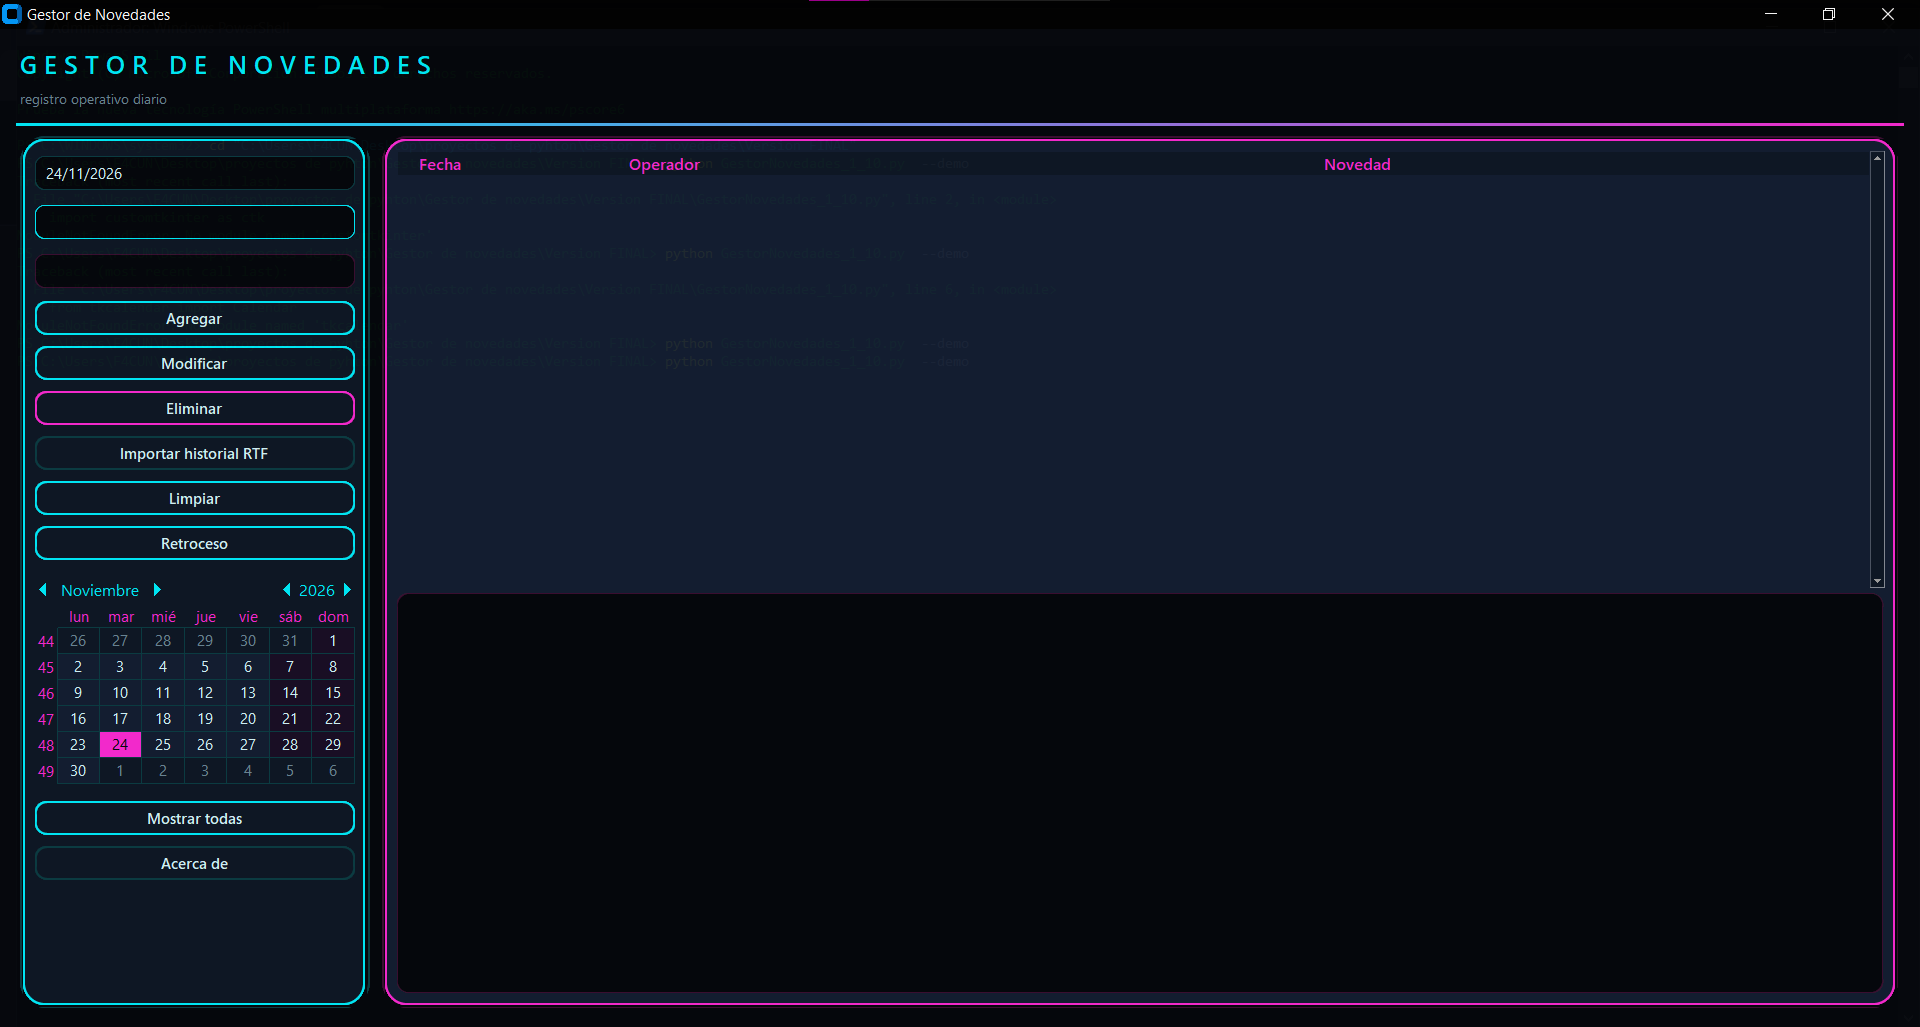 Gestor de Novedades
GESTOR DE NOVEDADES
registro operativo diario
24/11/2026
Agregar
Modificar
Eliminar
Importar historial RTF
Limpiar
Retroceso
Noviembre 2026
lun mar mié jue vie sáb dom
44 26 27 28 29 30 31 1
45 2 3 4 5 6 7 8
46 9 10 11 12 13 14 15
47 16 17 18 19 20 21 22
48 23 24 25 26 27 28 29
49 30 1 2 3 4 5 6
Mostrar todas
Acerca de
Fecha Operador Novedad
python
python
python